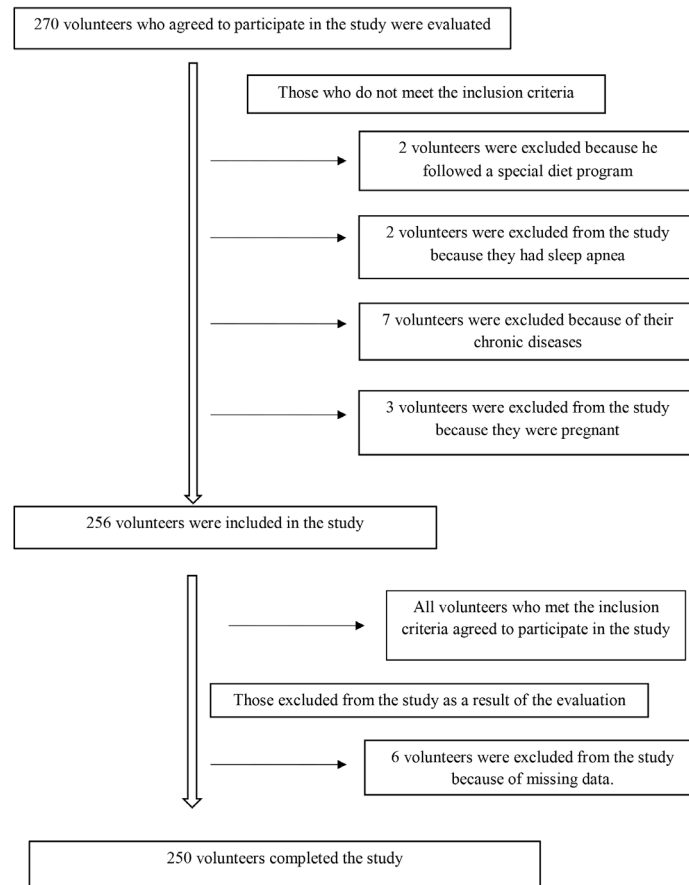 270 volunteers who agreed to participate in the study were evaluated
Those who do not meet the inclusion criteria
2 volunteers were excluded because he
followed a special diet program
2 volunteers were excluded from the study
because they had sleep apnea
7 volunteers were excluded because of their
chronic diseases
3 volunteers were excluded from the study
because they were pregnant
256 volunteers were included in the study
All volunteers who met the inclusion
criteria agreed to participate in the study
Those excluded from the study as a result of the evaluation
6 volunteers were excluded from the study
because of missing data.
250 volunteers completed the study